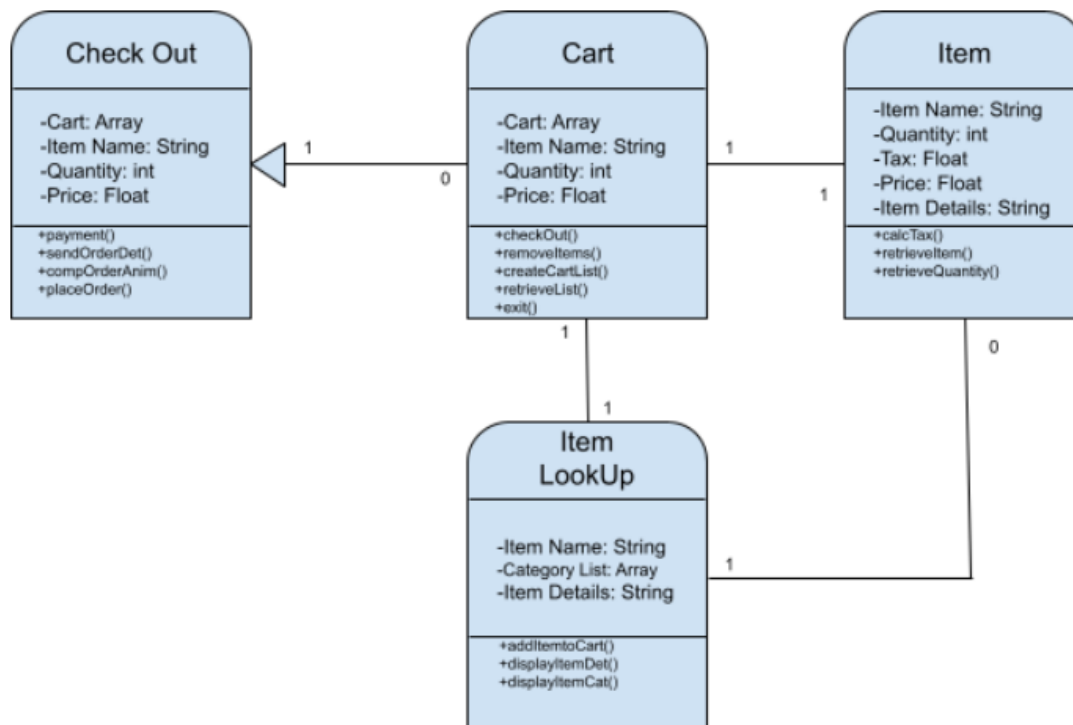 Check Out
-Cart: Array
-Item Name: String
-Quantity: int
-Price: Float
+payment()
+sendOrderDet()
+compOrderAnim()
+placeOrder()
1
0
Cart
-Cart: Array
-Item Name: String
-Quantity: int
-Price: Float
+checkOut()
+removeItems()
+createCartList()
+retrieveList()
+exit()
1
1
Item
-Item Name: String
-Quantity: int
-Tax: Float
-Price: Float
-Item Details: String
+calcTax()
+retrieveItem()
+retrieveQuantity()
1
1
0
1
Item
LookUp
-Item Name: String
-Category List: Array
-Item Details: String
+addItemtoCart()
+displayItemDet()
+displayItemCat()